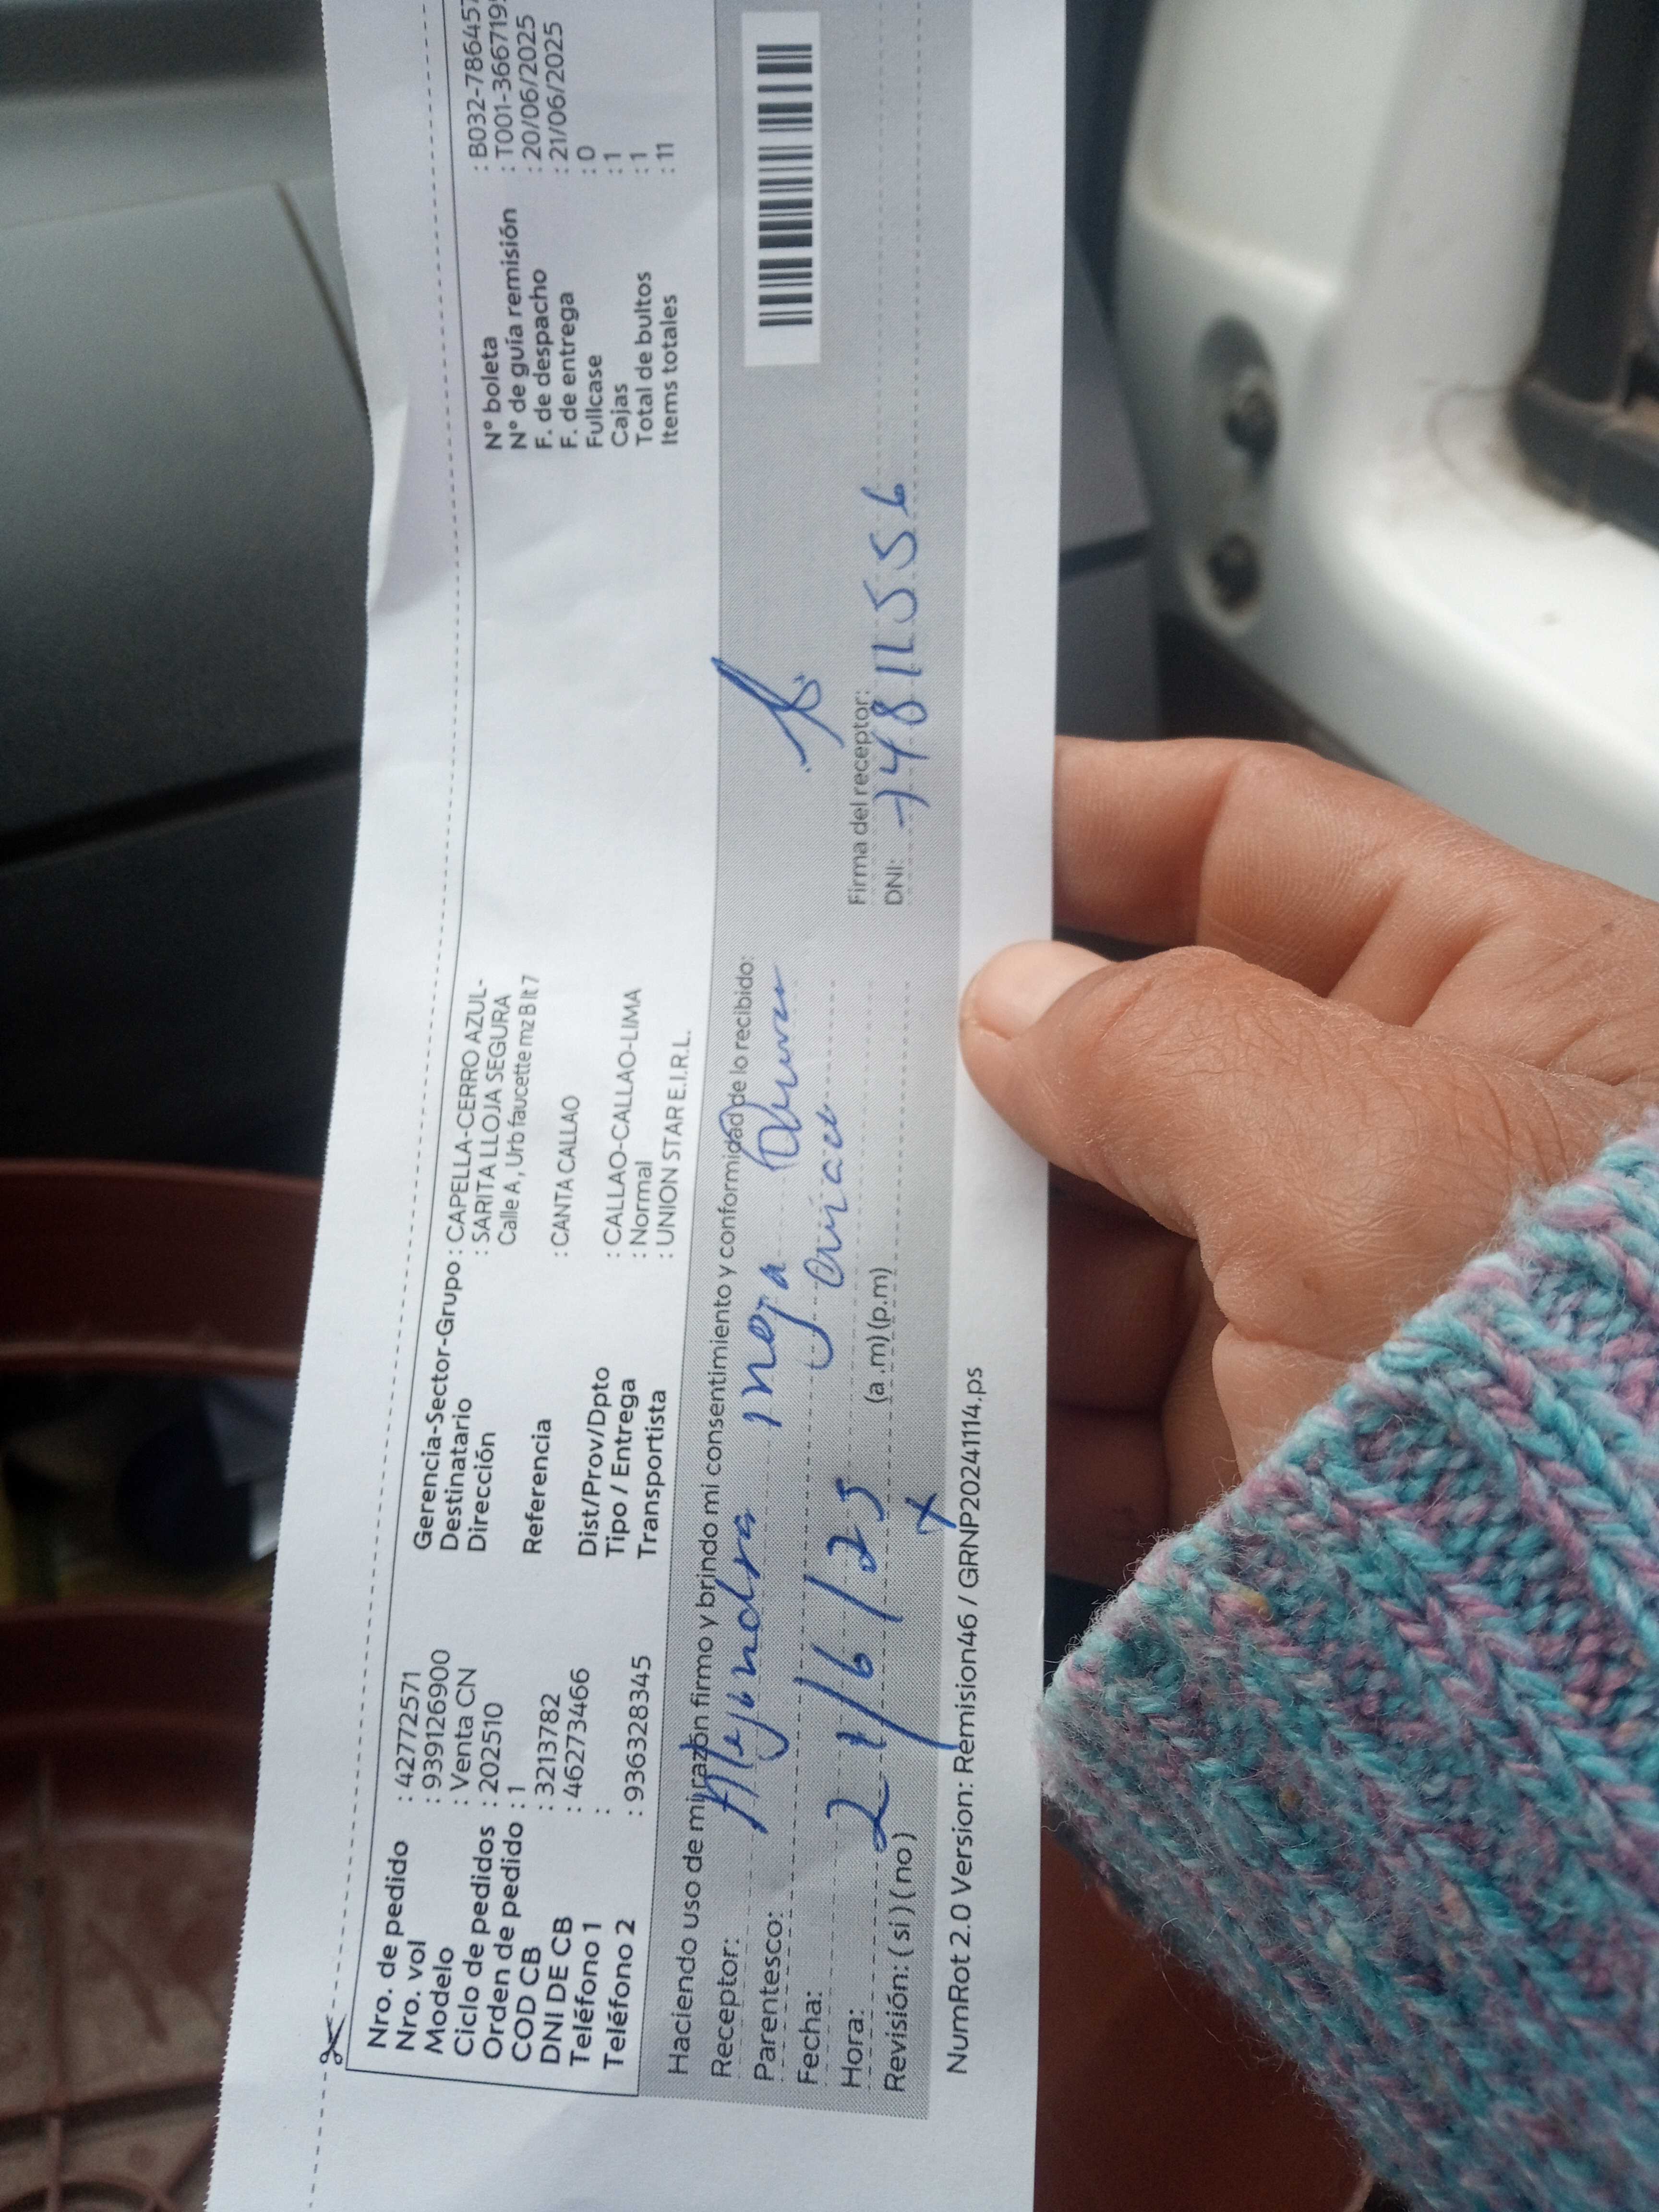 Nro. de pedido : 42772571
Nro. vol : 939126900
Modelo : Venta CN
Ciclo de pedidos : 202510
Orden de pedido : 1
COD CB : 3213782
DNI DE CB : 46273466
Teléfono 1 :
Teléfono 2 : 936328345
Gerencia-Sector-Grupo : CAPELLA-CERRO AZUL-
Destinatario : SARITA LLOJA SEGURA
Dirección Calle A , Urb faucette mz B lt 7
Referencia : CANTA CALLAO
Dist/Prov/Dpto : CALLAO-CALLAO-LIMA
Tipo / Entrega : Normal
Transportista : UNION STAR E.I.R.L.
N° boleta : B032-786457
N° de guía remisión : T001-3667195
F. de despacho : 20/06/2025
F. de entrega : 21/06/2025
Fullcase : 0
Cajas : 1
Total de bultos : 1
Items totales : 11
Haciendo uso de mi razón firmo y brindo mi consentimiento y conformidad de lo recibido:
Receptor: Alejandra meja
Parentesco:
Fecha: 21/6/25
Hora: (a .m) (p.m)
Revisión: ( si ) ( no )
Firma del receptor:
DNI: 74811556
NumRot 2.0 Version: Remision46 / GRNP20241114.ps